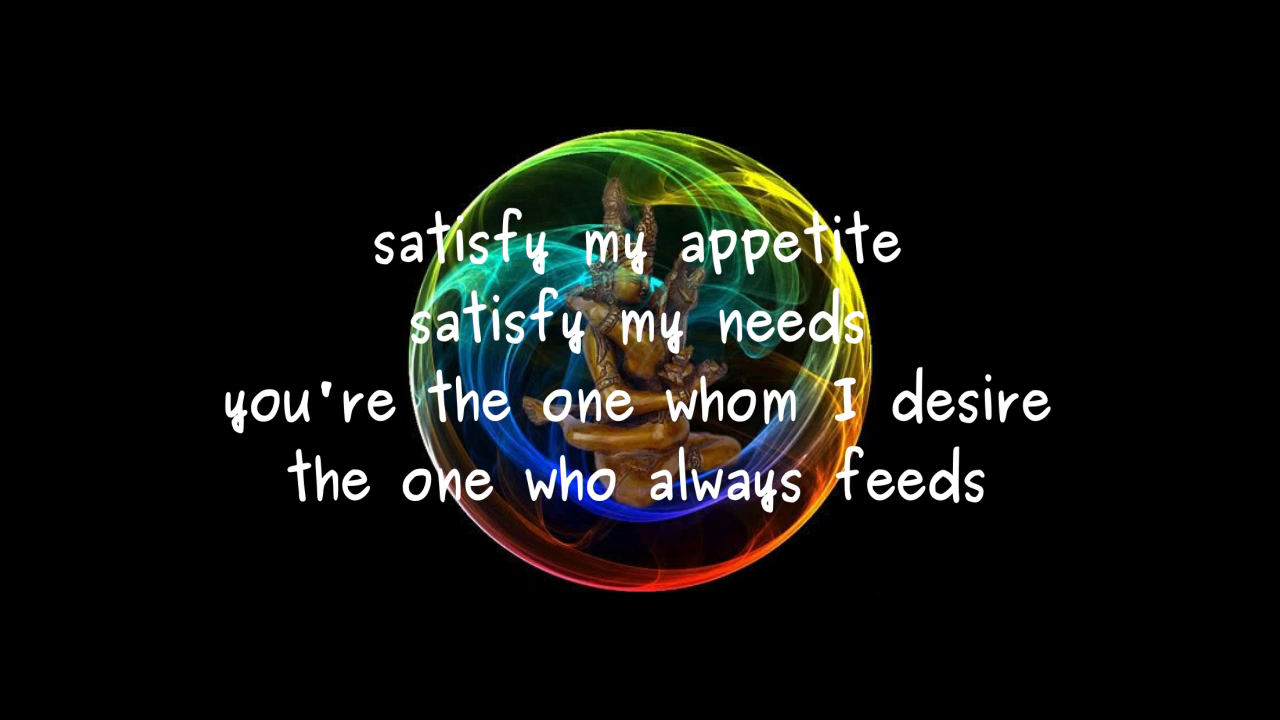 satisfy my appetite
satisfy my needs
you're the one whom I desire
the one who always feeds